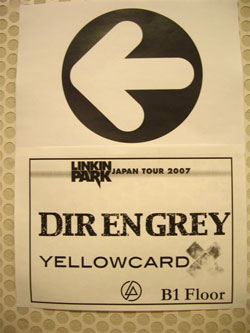 LINKIN
PARK JAPAN TOUR 2007
DIR EN GREY
YELLOWCARD
B1 Floor